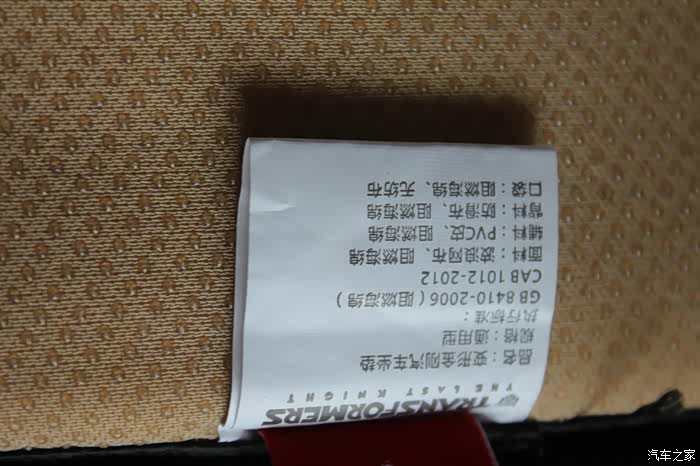 TRANSFORMERS
THE LAST KNIGHT
品名：变形金刚汽车坐垫
规格：通用型
执行标准：
GB 8410-2006（阻燃海绵）
CAB 1012-2012
面料：波浪网布、阻燃海绵
辅料：PVC皮、阻燃海绵
背料：防滑布、阻燃海绵
口袋：阻燃海绵、无纺布
汽车之家